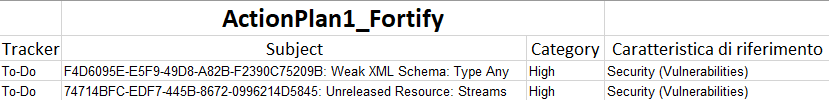 ActionPlan1_Fortify
Tracker Subject Category Caratteristica di riferimento
To-Do F4D6095E-E5F9-49D8-A82B-F2390C75209B: Weak XML Schema: Type Any High Security (Vulnerabilities)
To-Do 74714BFC-EDF7-445B-8672-0996214D5845: Unreleased Resource: Streams High Security (Vulnerabilities)